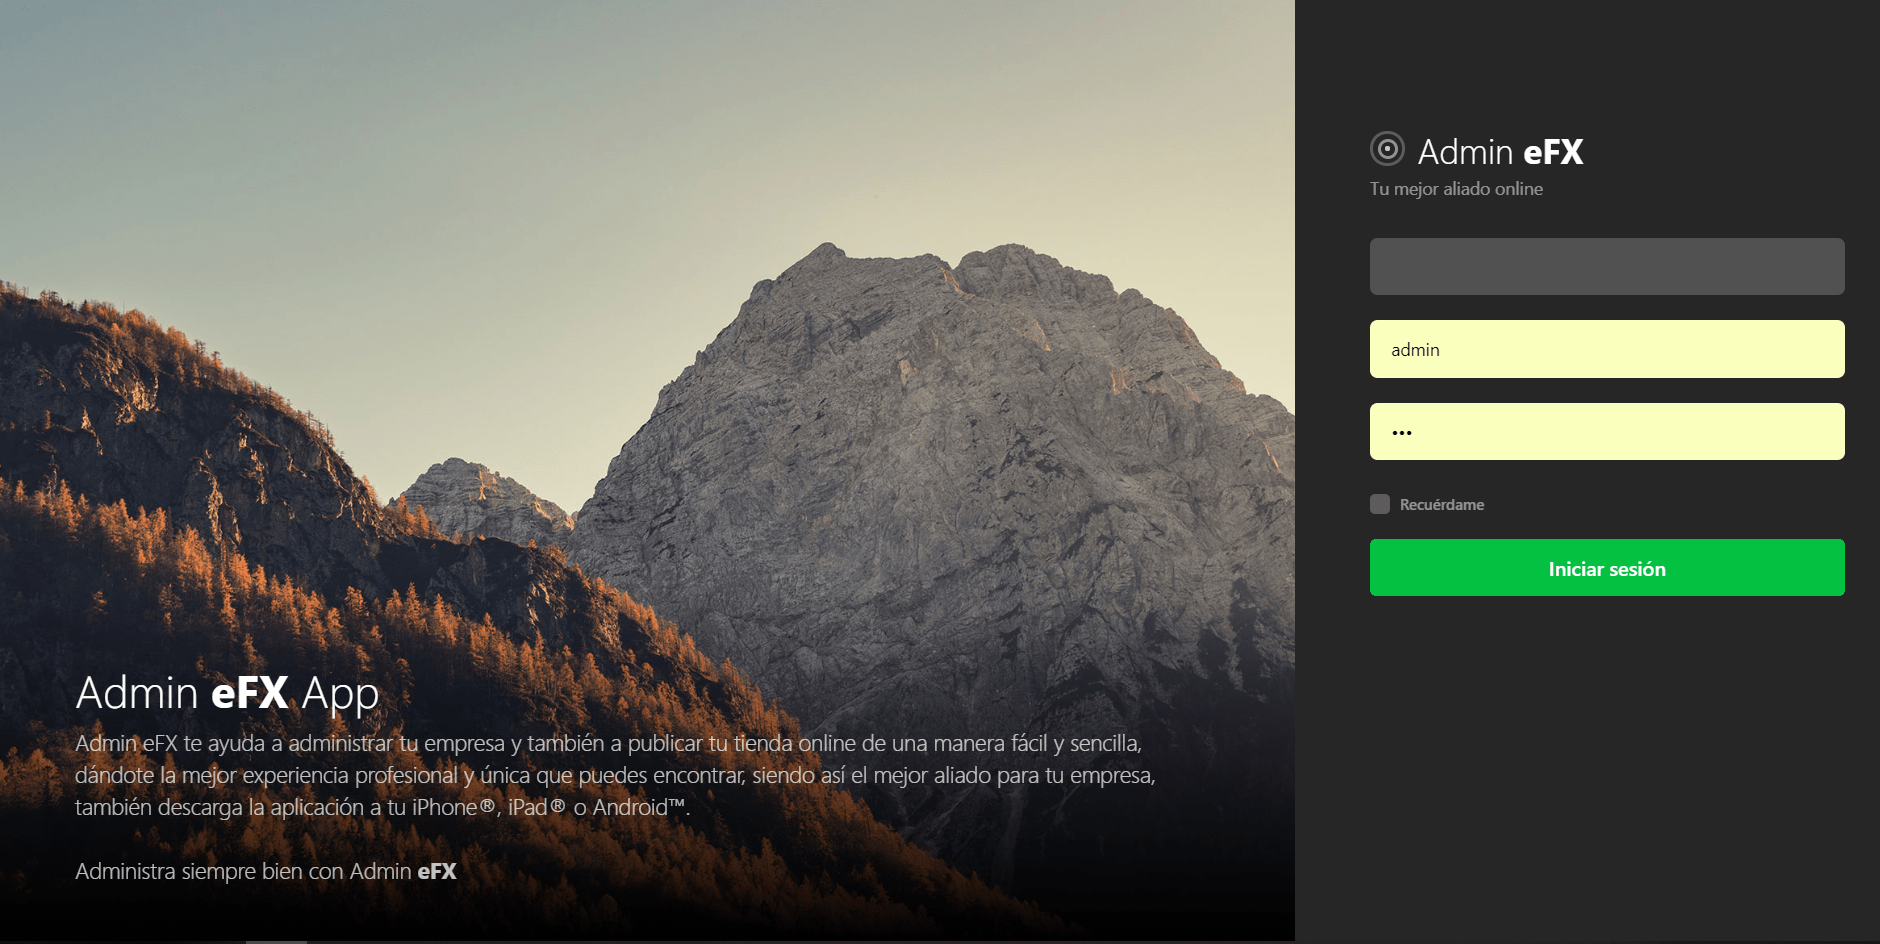 Admin eFX
Tu mejor aliado online
admin
•••
Recuérdame
Iniciar sesión
Admin eFX App
Admin eFX te ayuda a administrar tu empresa y también a publicar tu tienda online de una manera fácil y sencilla,
dándote la mejor experiencia profesional y única que puedes encontrar, siendo así el mejor aliado para tu empresa,
también descarga la aplicación a tu iPhone®, iPad® o Android™.
Administra siempre bien con Admin eFX